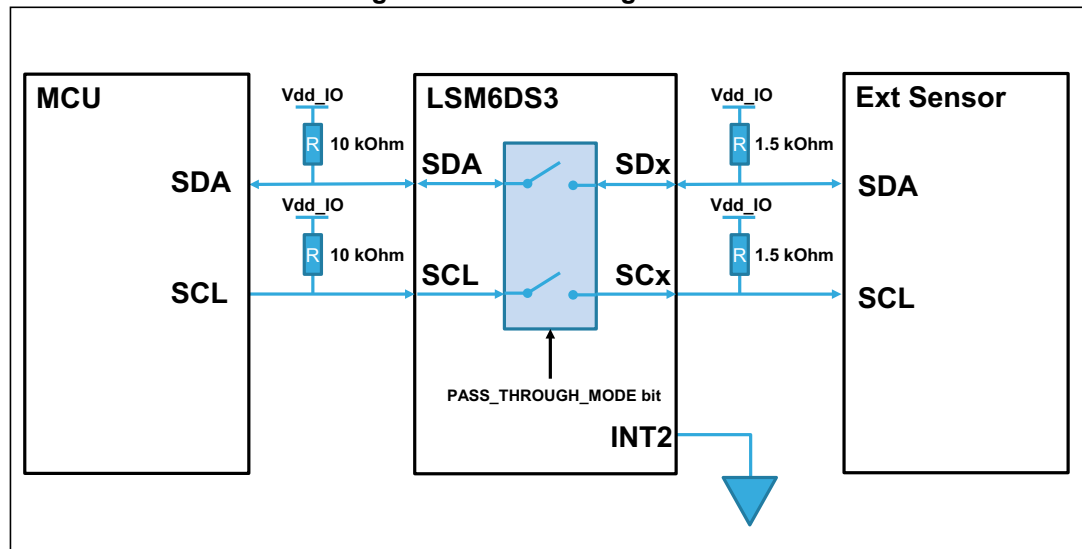 MCU
SDA
SCL
Vdd_IO
R 10 kOhm
Vdd_IO
R 10 kOhm
LSM6DS3
SDA SDx
SCL SCx
PASS_THROUGH_MODE bit
INT2
Vdd_IO
R 1.5 kOhm
Vdd_IO
R 1.5 kOhm
Ext Sensor
SDA
SCL